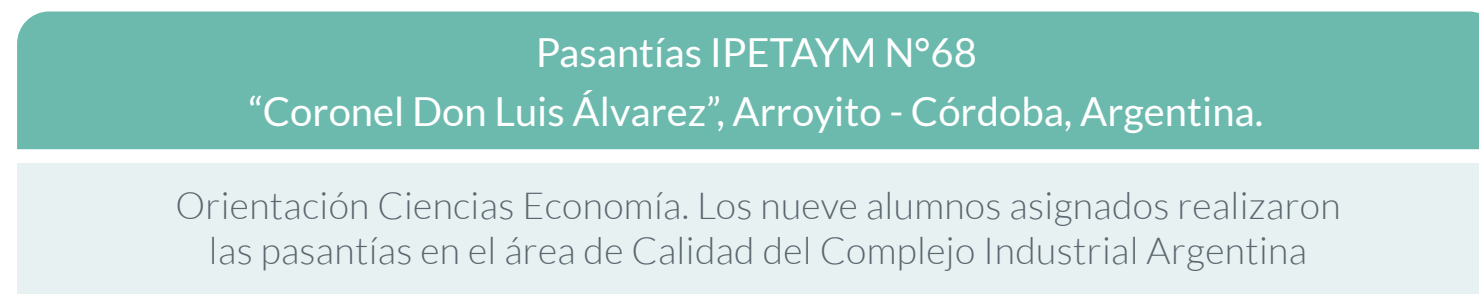 Pasantías IPETAYM N°68
“Coronel Don Luis Álvarez”, Arroyito - Córdoba, Argentina.
Orientación Ciencias Economía. Los nueve alumnos asignados realizaron
las pasantías en el área de Calidad del Complejo Industrial Argentina